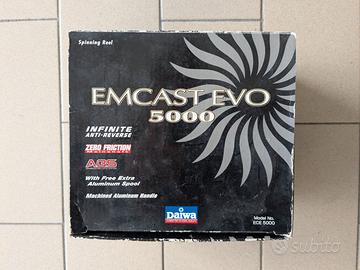 Spinning Reel
EMCAST EVO
5000
INFINITE
ANTI-REVERSE
ZERO FRICTION
ABS
With Free Extra
Aluminum Spool
Machined Aluminum Handle
Daiwa
Model No.
ECE 5000
subito